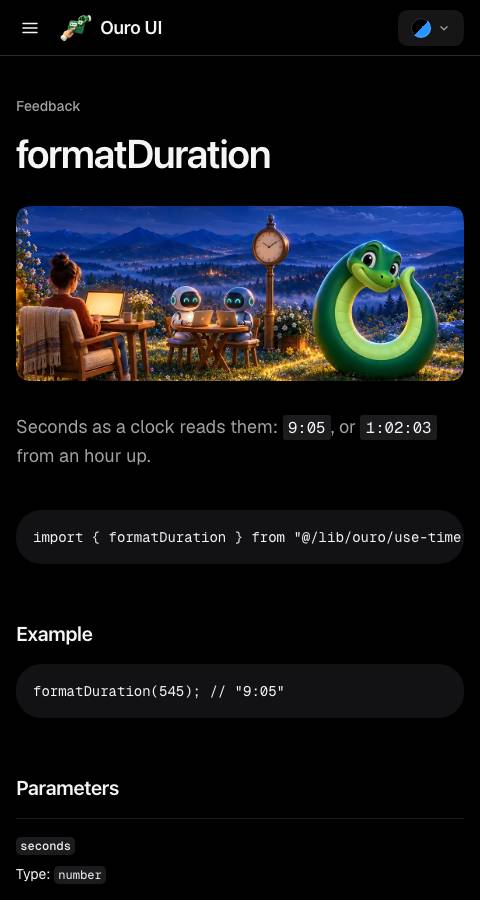 Ouro UI
Feedback
formatDuration
Seconds as a clock reads them: 9:05, or 1:02:03
from an hour up.
import { formatDuration } from "@/lib/ouro/use-time
Example
formatDuration(545); // "9:05"
Parameters
seconds
Type: number